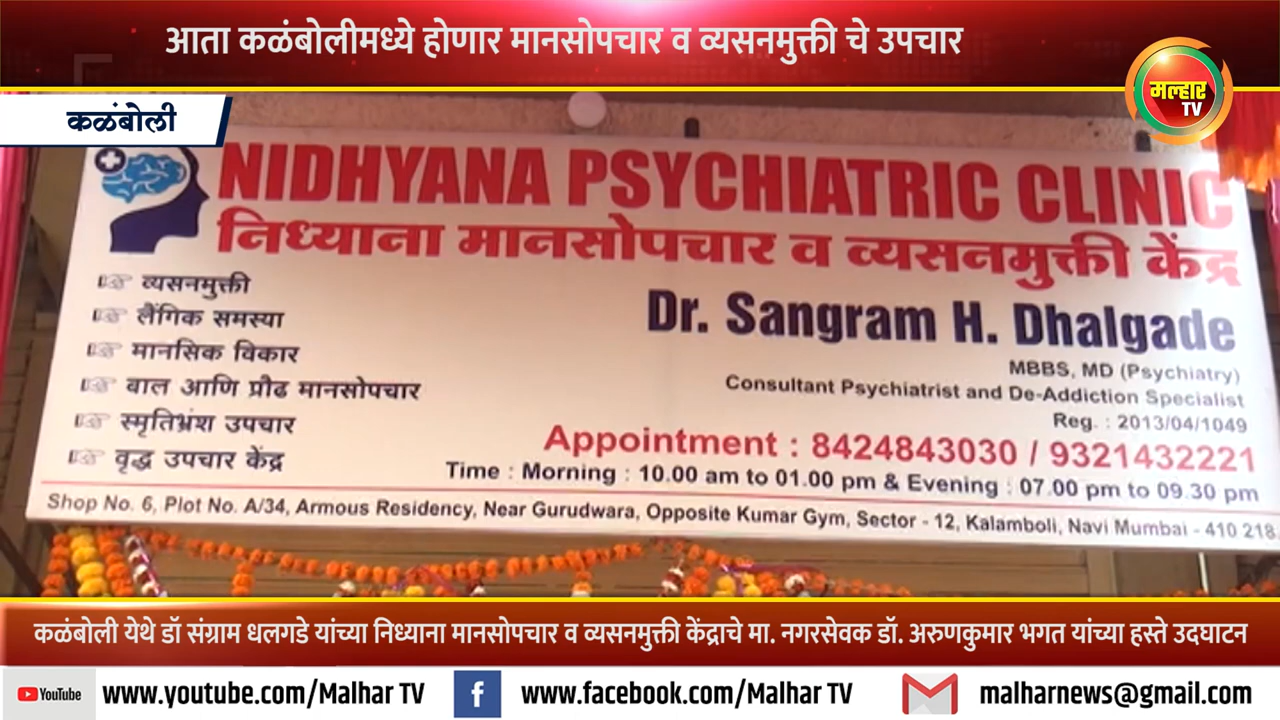 आता कळंबोलीमध्ये होणार मानसोपचार व व्यसनमुक्ती चे उपचार
मल्हार
TV
कळंबोली
NIDHYANA PSYCHIATRIC CLINIC
निध्याना मानसोपचार व व्यसनमुक्ती केंद्र
व्यसनमुक्ती
लैंगिक समस्या
मानसिक विकार
बाल आणि प्रौढ मानसोपचार
स्मृतिभ्रंश उपचार
वृद्ध उपचार केंद्र
Dr. Sangram H. Dhalgade
MBBS, MD (Psychiatry)
Consultant Psychiatrist and De-Addiction Specialist
Reg. : 2013/04/1049
Appointment : 8424843030 / 9321432221
Time : Morning : 10.00 am to 01.00 pm & Evening : 07.00 pm to 09.30 pm
Shop No. 6, Plot No. A/34, Armous Residency, Near Gurudwara, Opposite Kumar Gym, Sector - 12, Kalamboli, Navi Mumbai - 410 218.
कळंबोली येथे डॉ संग्राम धलगडे यांच्या निध्याना मानसोपचार व व्यसनमुक्ती केंद्राचे मा. नगरसेवक डॉ. अरुणकुमार भगत यांच्या हस्ते उदघाटन
YouTube www.youtube.com/Malhar TV
f www.facebook.com/Malhar TV
malharnews@gmail.com